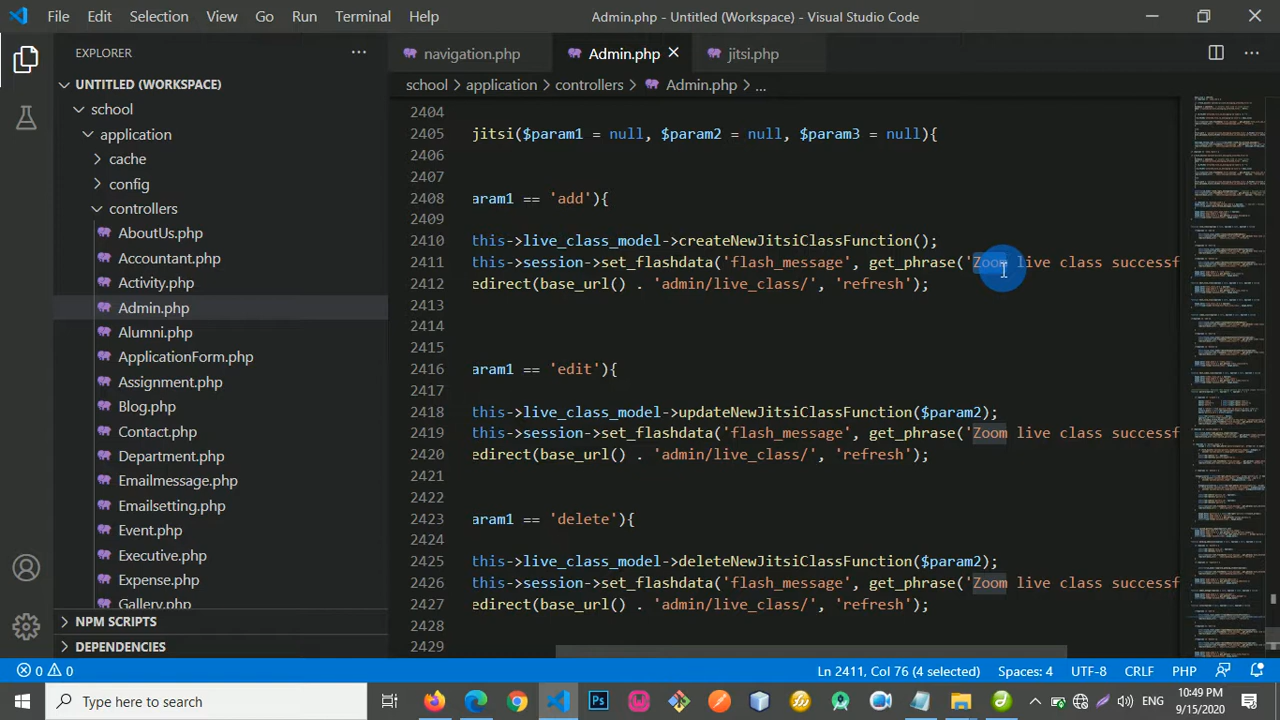 File Edit Selection View Go Run Terminal Help Admin.php - Untitled (Workspace) - Visual Studio Code
EXPLORER
UNTITLED (WORKSPACE)
school
application
cache
config
controllers
AboutUs.php
Accountant.php
Activity.php
Admin.php
Alumni.php
ApplicationForm.php
Assignment.php
Blog.php
Contact.php
Department.php
Emailmessage.php
Emailsetting.php
Event.php
Executive.php
Expense.php
Gallery.php
NPM SCRIPTS
DEPENDENCIES
navigation.php Admin.php jitsi.php
school > application > controllers > Admin.php > ...
2404
2405 jitsi($param1 = null, $param2 = null, $param3 = null){
2406
2407
2408 aram1 == 'add'){
2409
2410 this->live_class_model->createNewJitsiClassFunction();
2411 this->session->set_flashdata('flash_message', get_phrase('Zoom live class successf
2412 edirect(base_url() . 'admin/live_class/', 'refresh');
2413
2414
2415
2416 aram1 == 'edit'){
2417
2418 this->live_class_model->updateNewJitsiClassFunction($param2);
2419 this->session->set_flashdata('flash_message', get_phrase('Zoom live class successf
2420 edirect(base_url() . 'admin/live_class/', 'refresh');
2421
2422
2423 aram1 == 'delete'){
2424
2425 this->live_class_model->deleteNewJitsiClassFunction($param2);
2426 this->session->set_flashdata('flash_message', get_phrase('Zoom live class successf
2427 edirect(base_url() . 'admin/live_class/', 'refresh');
2428
2429
0 0 Ln 2411, Col 76 (4 selected) Spaces: 4 UTF-8 CRLF PHP
Type here to search ENG 10:49 PM
9/15/2020